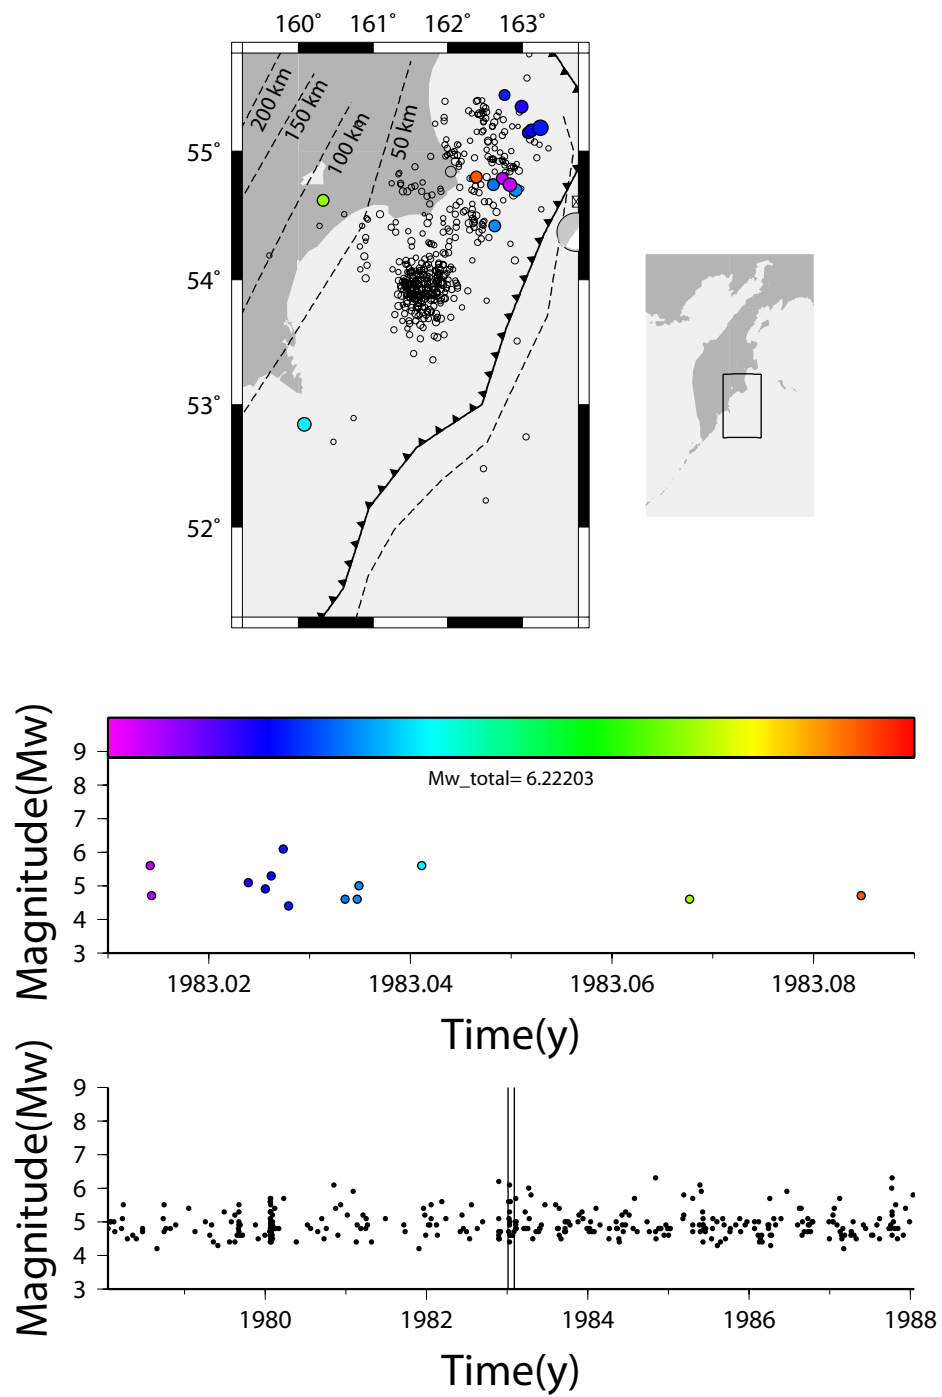 160˚ 161˚ 162˚ 163˚
200 km
150 km
100 km
50 km
55˚
54˚
53˚
52˚
Magnitude(Mw)
9
8
7
6
5
4
3
Mw_total= 6.22203
1983.02 1983.04 1983.06 1983.08
Time(y)
Magnitude(Mw)
9
8
7
6
5
4
3
1980 1982 1984 1986 1988
Time(y)